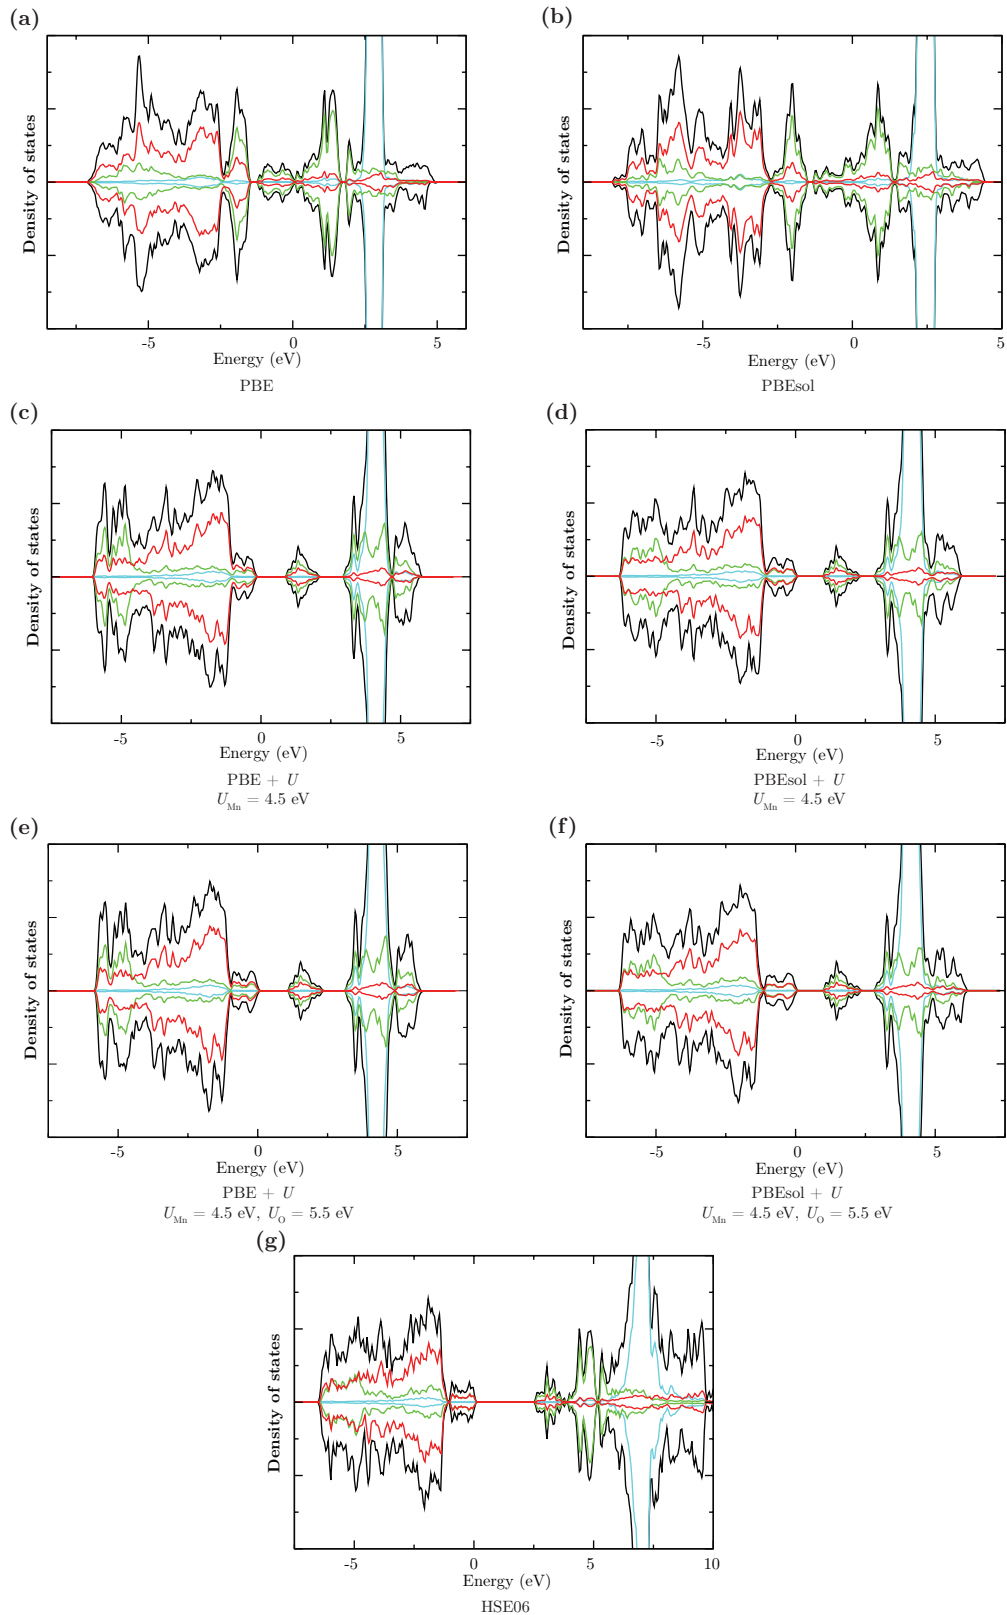 (a)
(b)
Density of states
Density of states
-5
0
5
-5
0
5
Energy (eV)
Energy (eV)
PBE
PBEsol
(c)
(d)
Density of states
Density of states
-5
0
5
-5
0
5
Energy (eV)
Energy (eV)
PBE + U
PBEsol + U
U_Mn = 4.5 eV
U_Mn = 4.5 eV
(e)
(f)
Density of states
Density of states
-5
0
5
-5
0
5
Energy (eV)
Energy (eV)
PBE + U
PBEsol + U
U_Mn = 4.5 eV, U_O = 5.5 eV
U_Mn = 4.5 eV, U_O = 5.5 eV
(g)
Density of states
-5
0
5
10
Energy (eV)
HSE06